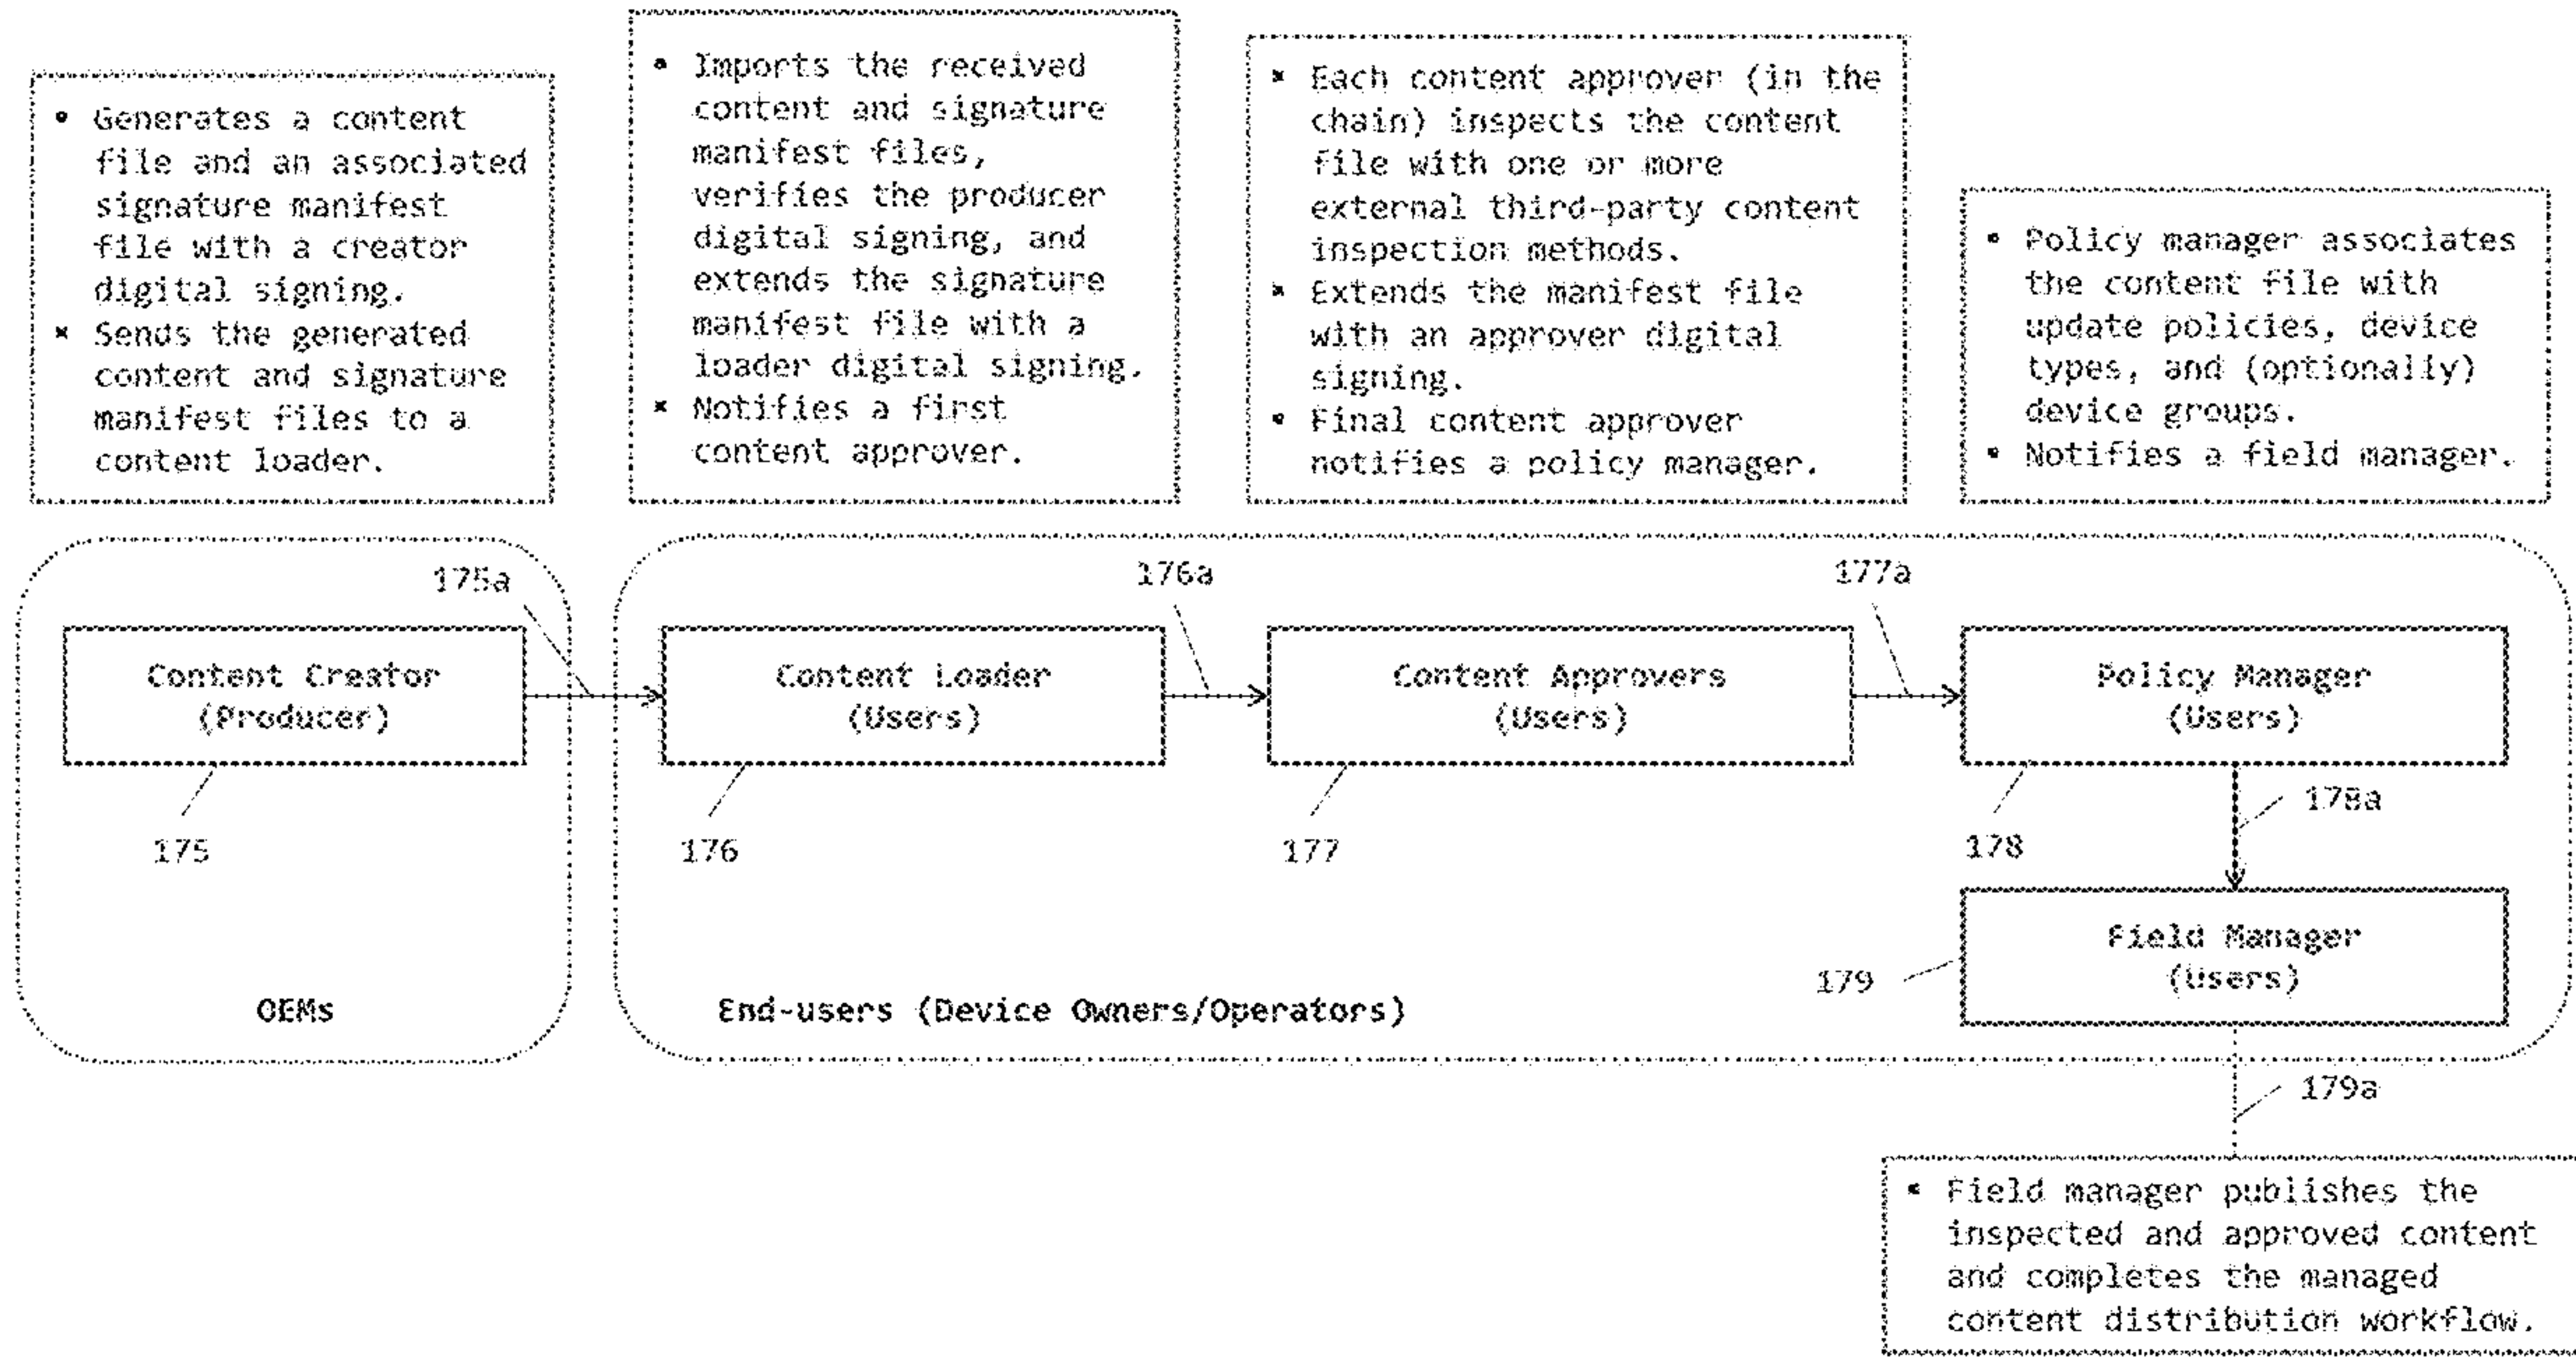 • Generates a content
file and an associated
signature manifest
file with a creator
digital signing.
• Sends the generated
content and signature
manifest files to a
content loader.
• Imports the received
content and signature
manifest files,
verifies the producer
digital signing, and
extends the signature
manifest file with a
loader digital signing.
• Notifies a first
content approver.
• Each content approver (in the
chain) inspects the content
file with one or more
external third-party content
inspection methods.
• Extends the manifest file
with an approver digital
signing.
• Final content approver
notifies a policy manager.
• Policy manager associates
the content file with
update policies, device
types, and (optionally)
device groups.
• Notifies a field manager.
175a
176a
177a
Content Creator
(Producer)
Content Loader
(Users)
Content Approvers
(Users)
Policy Manager
(Users)
175
176
177
178
178a
Field Manager
(Users)
179
OEMs
End-users (Device Owners/Operators)
179a
• Field manager publishes the
inspected and approved content
and completes the managed
content distribution workflow.